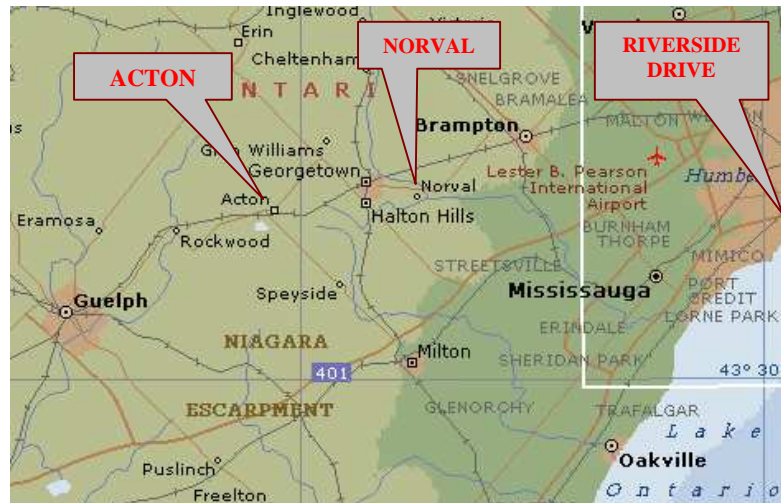 Inglewood
Erin
Cheltenham
ACTON
NORVAL
RIVERSIDE
DRIVE
N T A R I
SNELGROVE
BRAMALEA
MALTON
Brampton
Williams
Georgetown
Lester B. Pearson
International
Airport
Humbe
Acton
Norval
Halton Hills
Eramosa
Rockwood
BURNHAM
THORPE
MIMICO
STREETSVILLE
Guelph
Speyside
Mississauga
PORT
CREDIT
LORNE PARK
ERINDALE
NIAGARA
Milton
SHERIDAN PARK
401
43° 30
ESCARPMENT
GLENORCHY
TRAFALGAR
Lake
Oakville
Puslinch
Ontario
Freelton